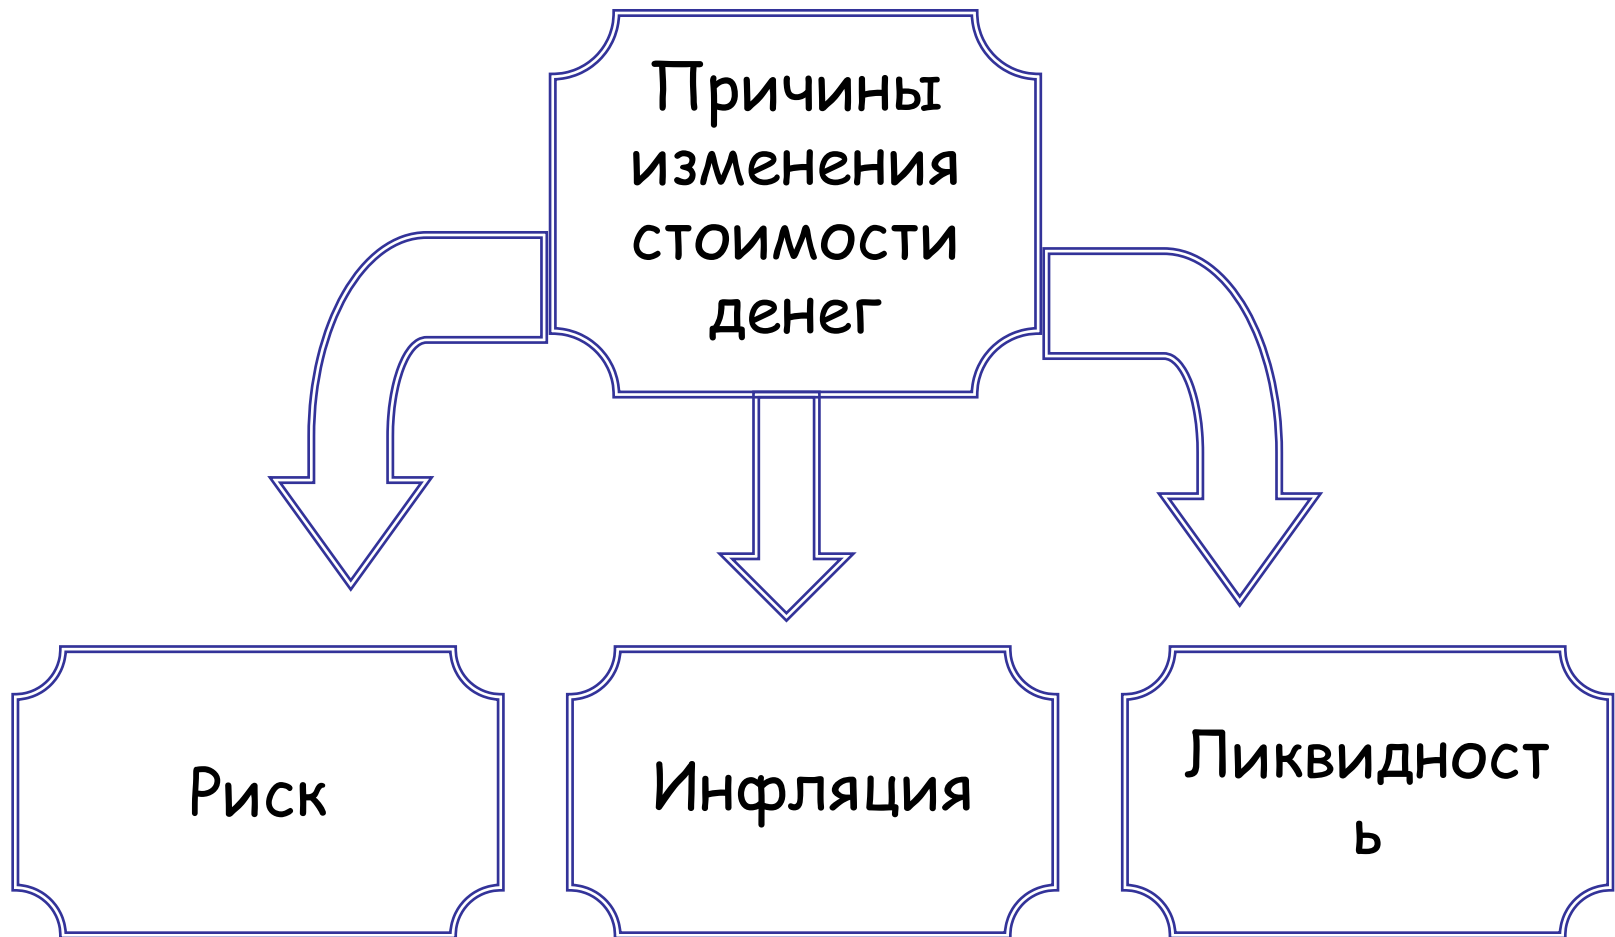 Причины
изменения
стоимости
денег
Риск
Инфляция
Ликвидност
ь